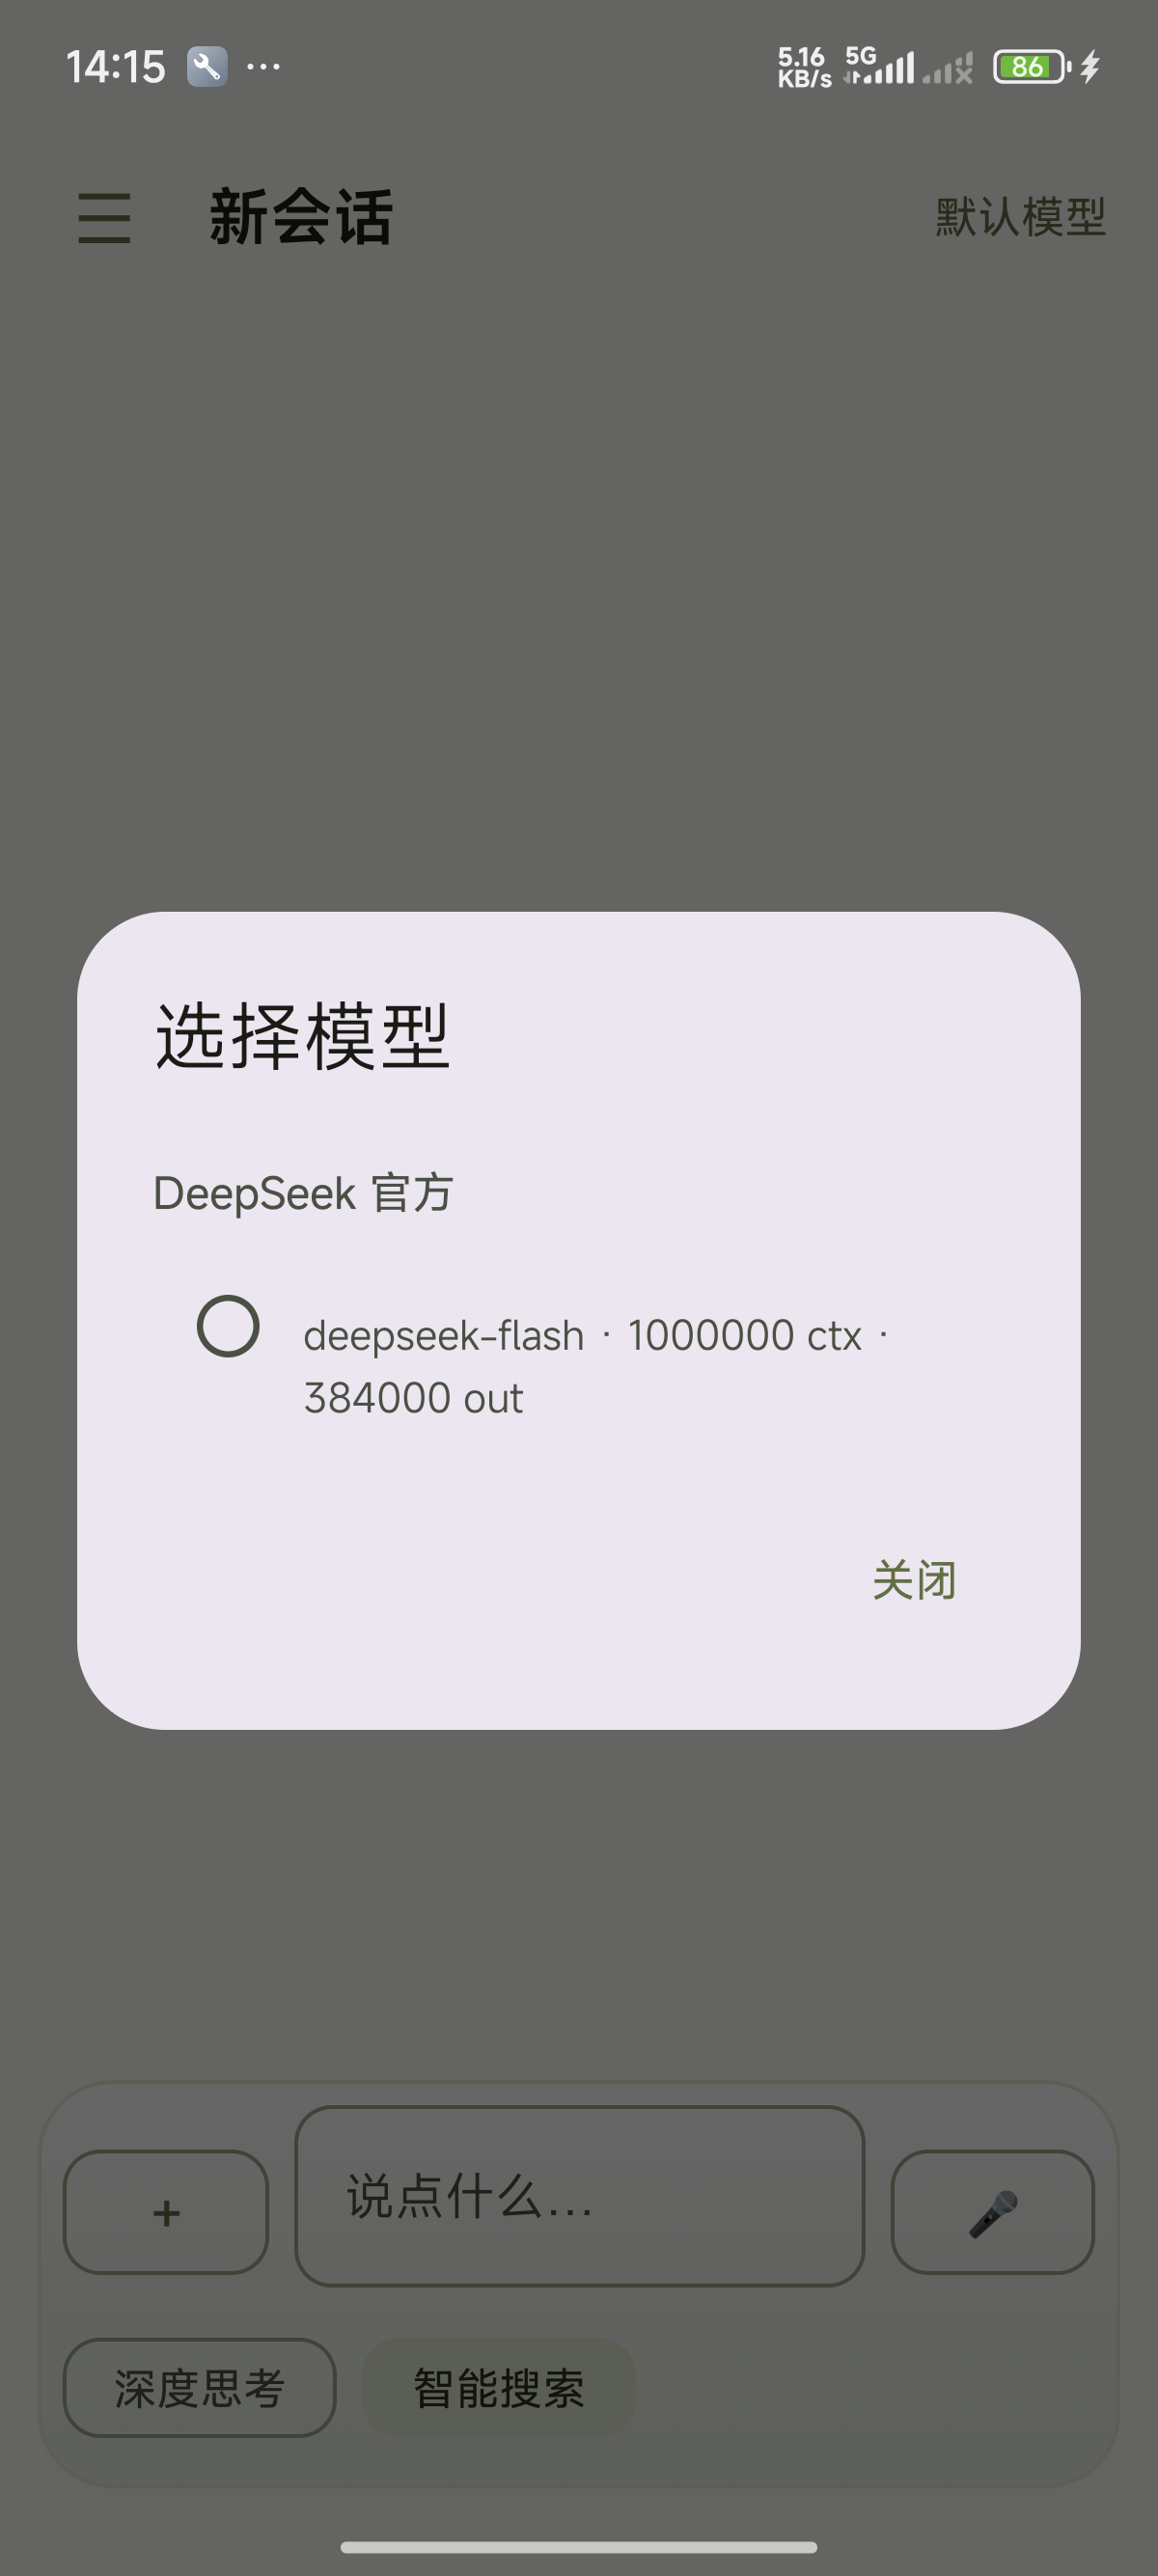 14:15 ... 5.16 KB/s 5G 86
新会话 默认模型
选择模型
DeepSeek 官方
deepseek-flash · 1000000 ctx ·
384000 out
关闭
+ 说点什么...
深度思考 智能搜索